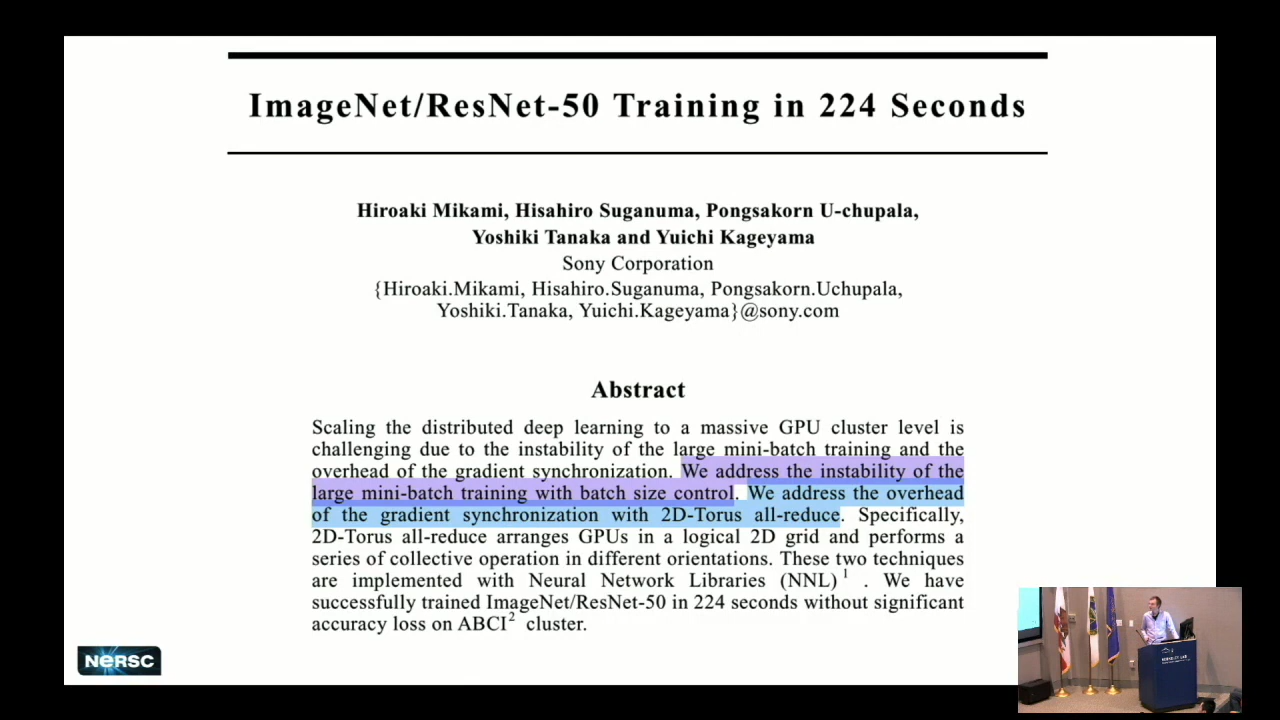 ImageNet/ResNet-50 Training in 224 Seconds
Hiroaki Mikami, Hisahiro Suganuma, Pongsakorn U-chupala,
Yoshiki Tanaka and Yuichi Kageyama
Sony Corporation
{Hiroaki.Mikami, Hisahiro.Suganuma, Pongsakorn.Uchupala,
Yoshiki.Tanaka, Yuichi.Kageyama}@sony.com
Abstract
Scaling the distributed deep learning to a massive GPU cluster level is
challenging due to the instability of the large mini-batch training and the
overhead of the gradient synchronization. We address the instability of the
large mini-batch training with batch size control. We address the overhead
of the gradient synchronization with 2D-Torus all-reduce. Specifically,
2D-Torus all-reduce arranges GPUs in a logical 2D grid and performs a
series of collective operation in different orientations. These two techniques
are implemented with Neural Network Libraries (NNL) 1 . We have
successfully trained ImageNet/ResNet-50 in 224 seconds without significant
accuracy loss on ABCI2 cluster.
NERSC
BERKELEY LAB